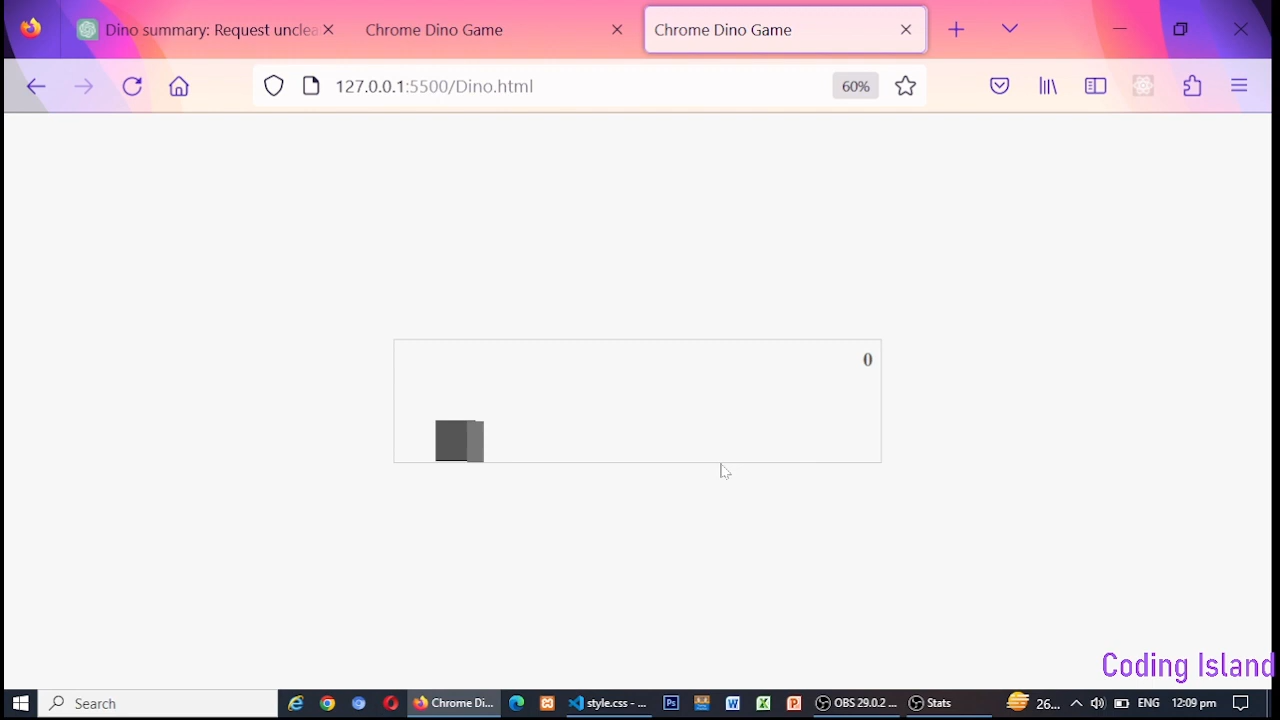 Dino summary: Request unclea
Chrome Dino Game
Chrome Dino Game
127.0.0.1:5500/Dino.html
60%
0
Coding Island
Search
Chrome Di...
style.css - ...
OBS 29.0.2 ...
Stats
26...
ENG
12:09 pm